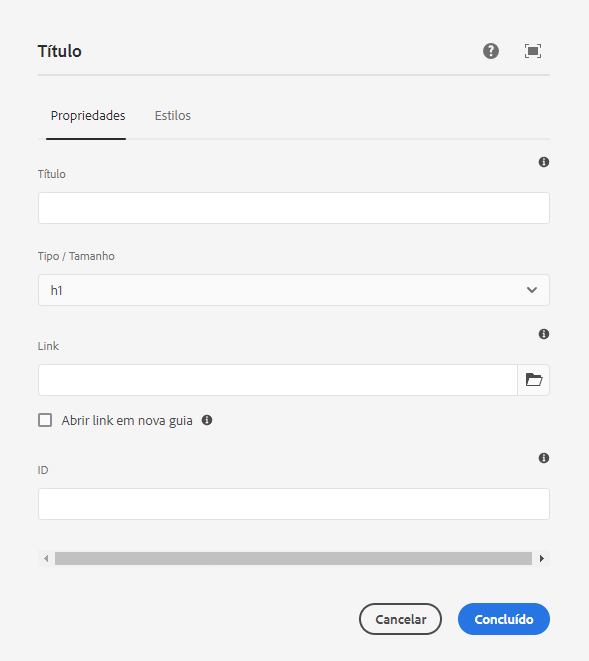 Título
Propriedades Estilos
Título
Tipo / Tamanho
h1
Link
Abrir link em nova guia
ID
Cancelar Concluído